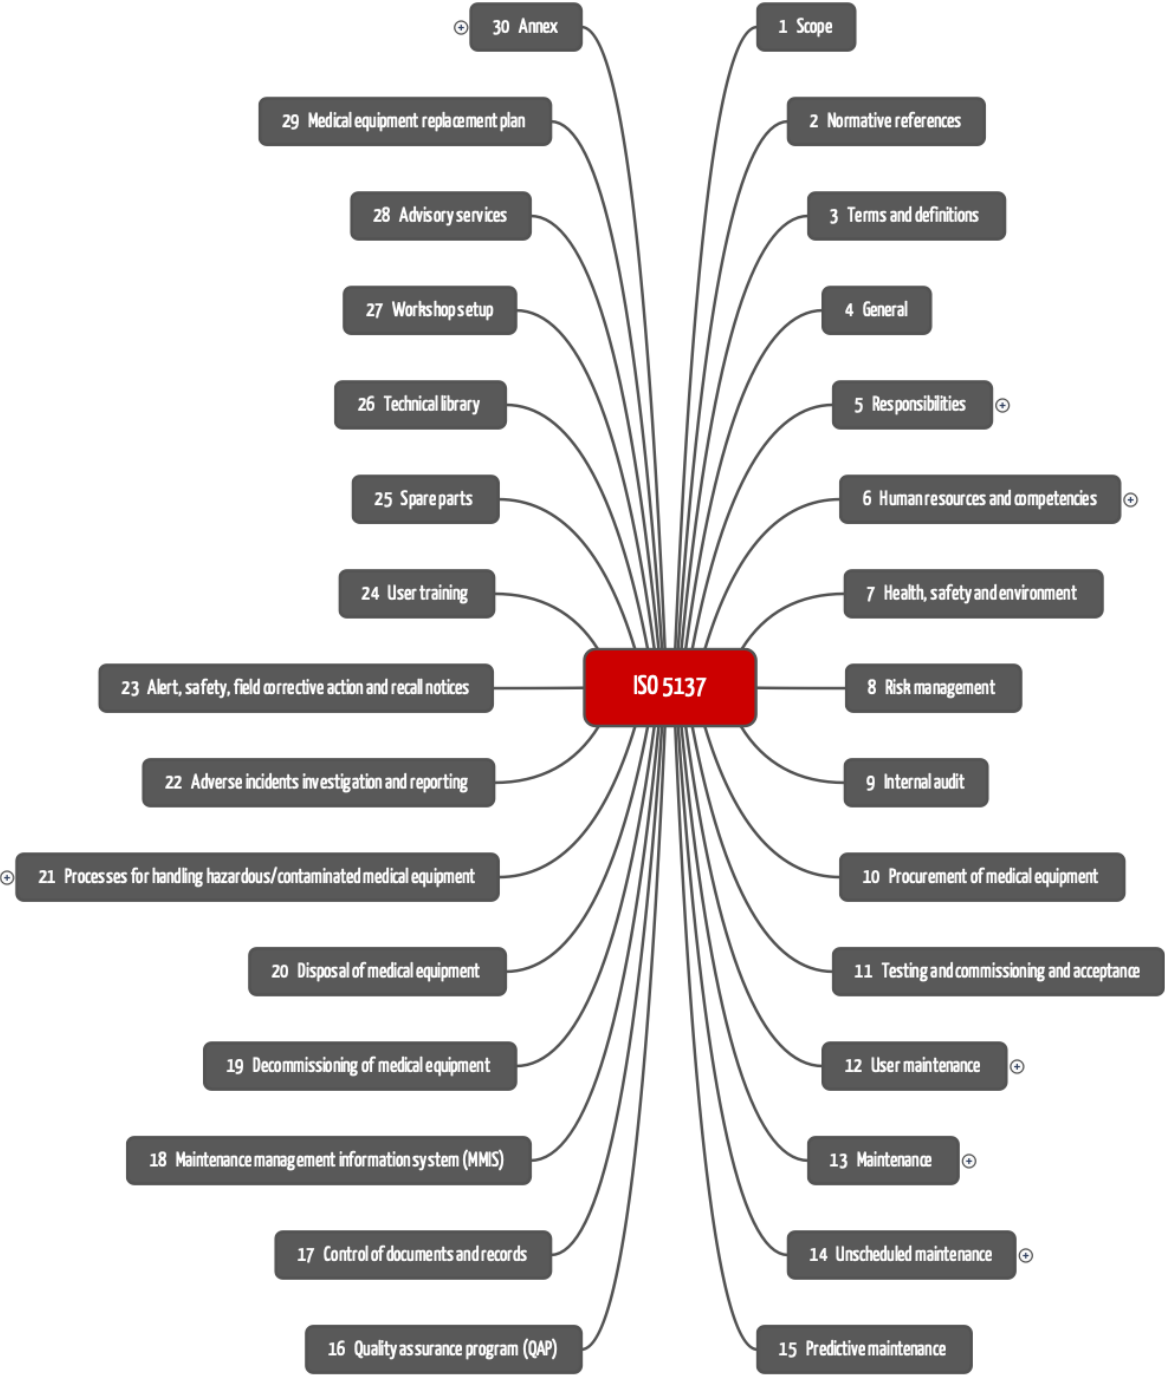 ISO 5137
1 Scope
2 Normative references
3 Terms and definitions
4 General
5 Responsibilities
6 Human resources and competencies
7 Health, safety and environment
8 Risk management
9 Internal audit
10 Procurement of medical equipment
11 Testing and commissioning and acceptance
12 User maintenance
13 Maintenance
14 Unscheduled maintenance
15 Predictive maintenance
16 Quality assurance program (QAP)
17 Control of documents and records
18 Maintenance management information system (MMIS)
19 Decommissioning of medical equipment
20 Disposal of medical equipment
21 Processes for handling hazardous/contaminated medical equipment
22 Adverse incidents investigation and reporting
23 Alert, safety, field corrective action and recall notices
24 User training
25 Spare parts
26 Technical library
27 Workshop setup
28 Advisory services
29 Medical equipment replacement plan
30 Annex